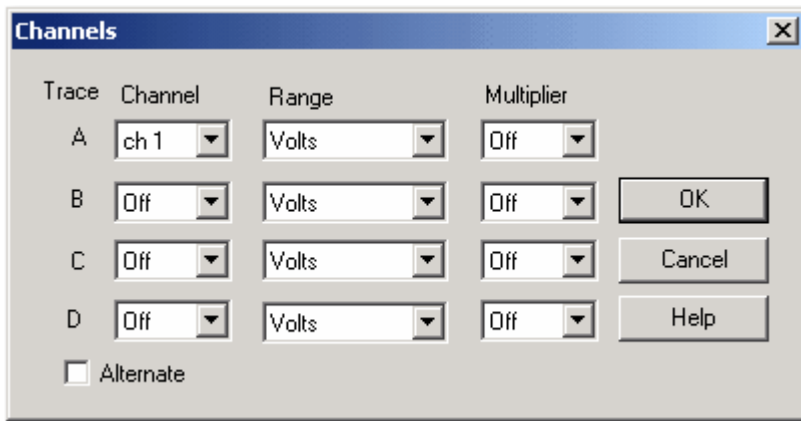 Channels
Trace Channel Range Multiplier
A ch 1 Volts Off
B Off Volts Off OK
C Off Volts Off Cancel
D Off Volts Off Help
Alternate